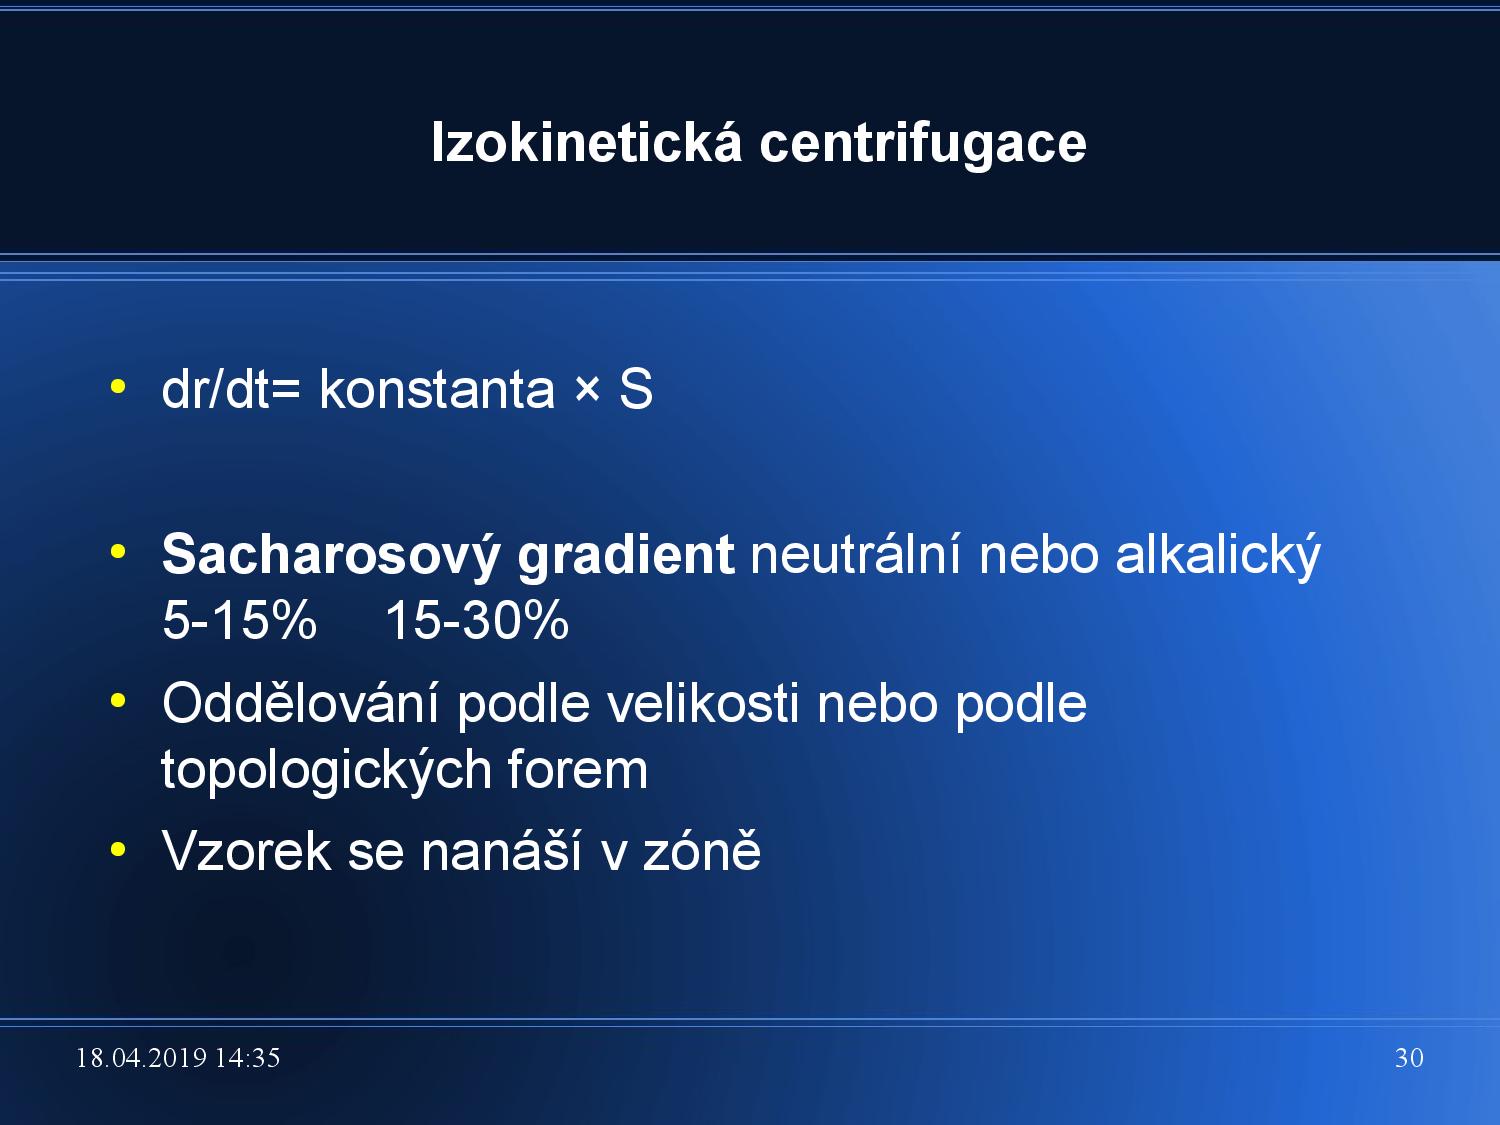 Izokinetická centrifugace
• dr/dt= konstanta × S
• Sacharosový gradient neutrální nebo alkalický
5-15% 15-30%
• Oddělování podle velikosti nebo podle
topologických forem
• Vzorek se nanáší v zóně
18.04.2019 14:35
30